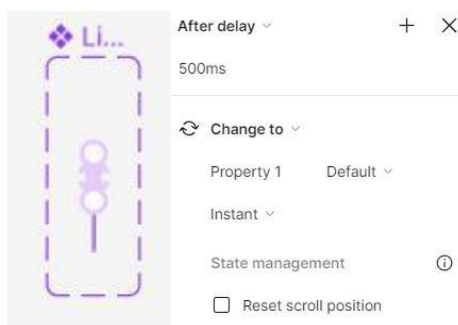 Li...
After delay
500ms
Change to
Property 1 Default
Instant
State management
Reset scroll position